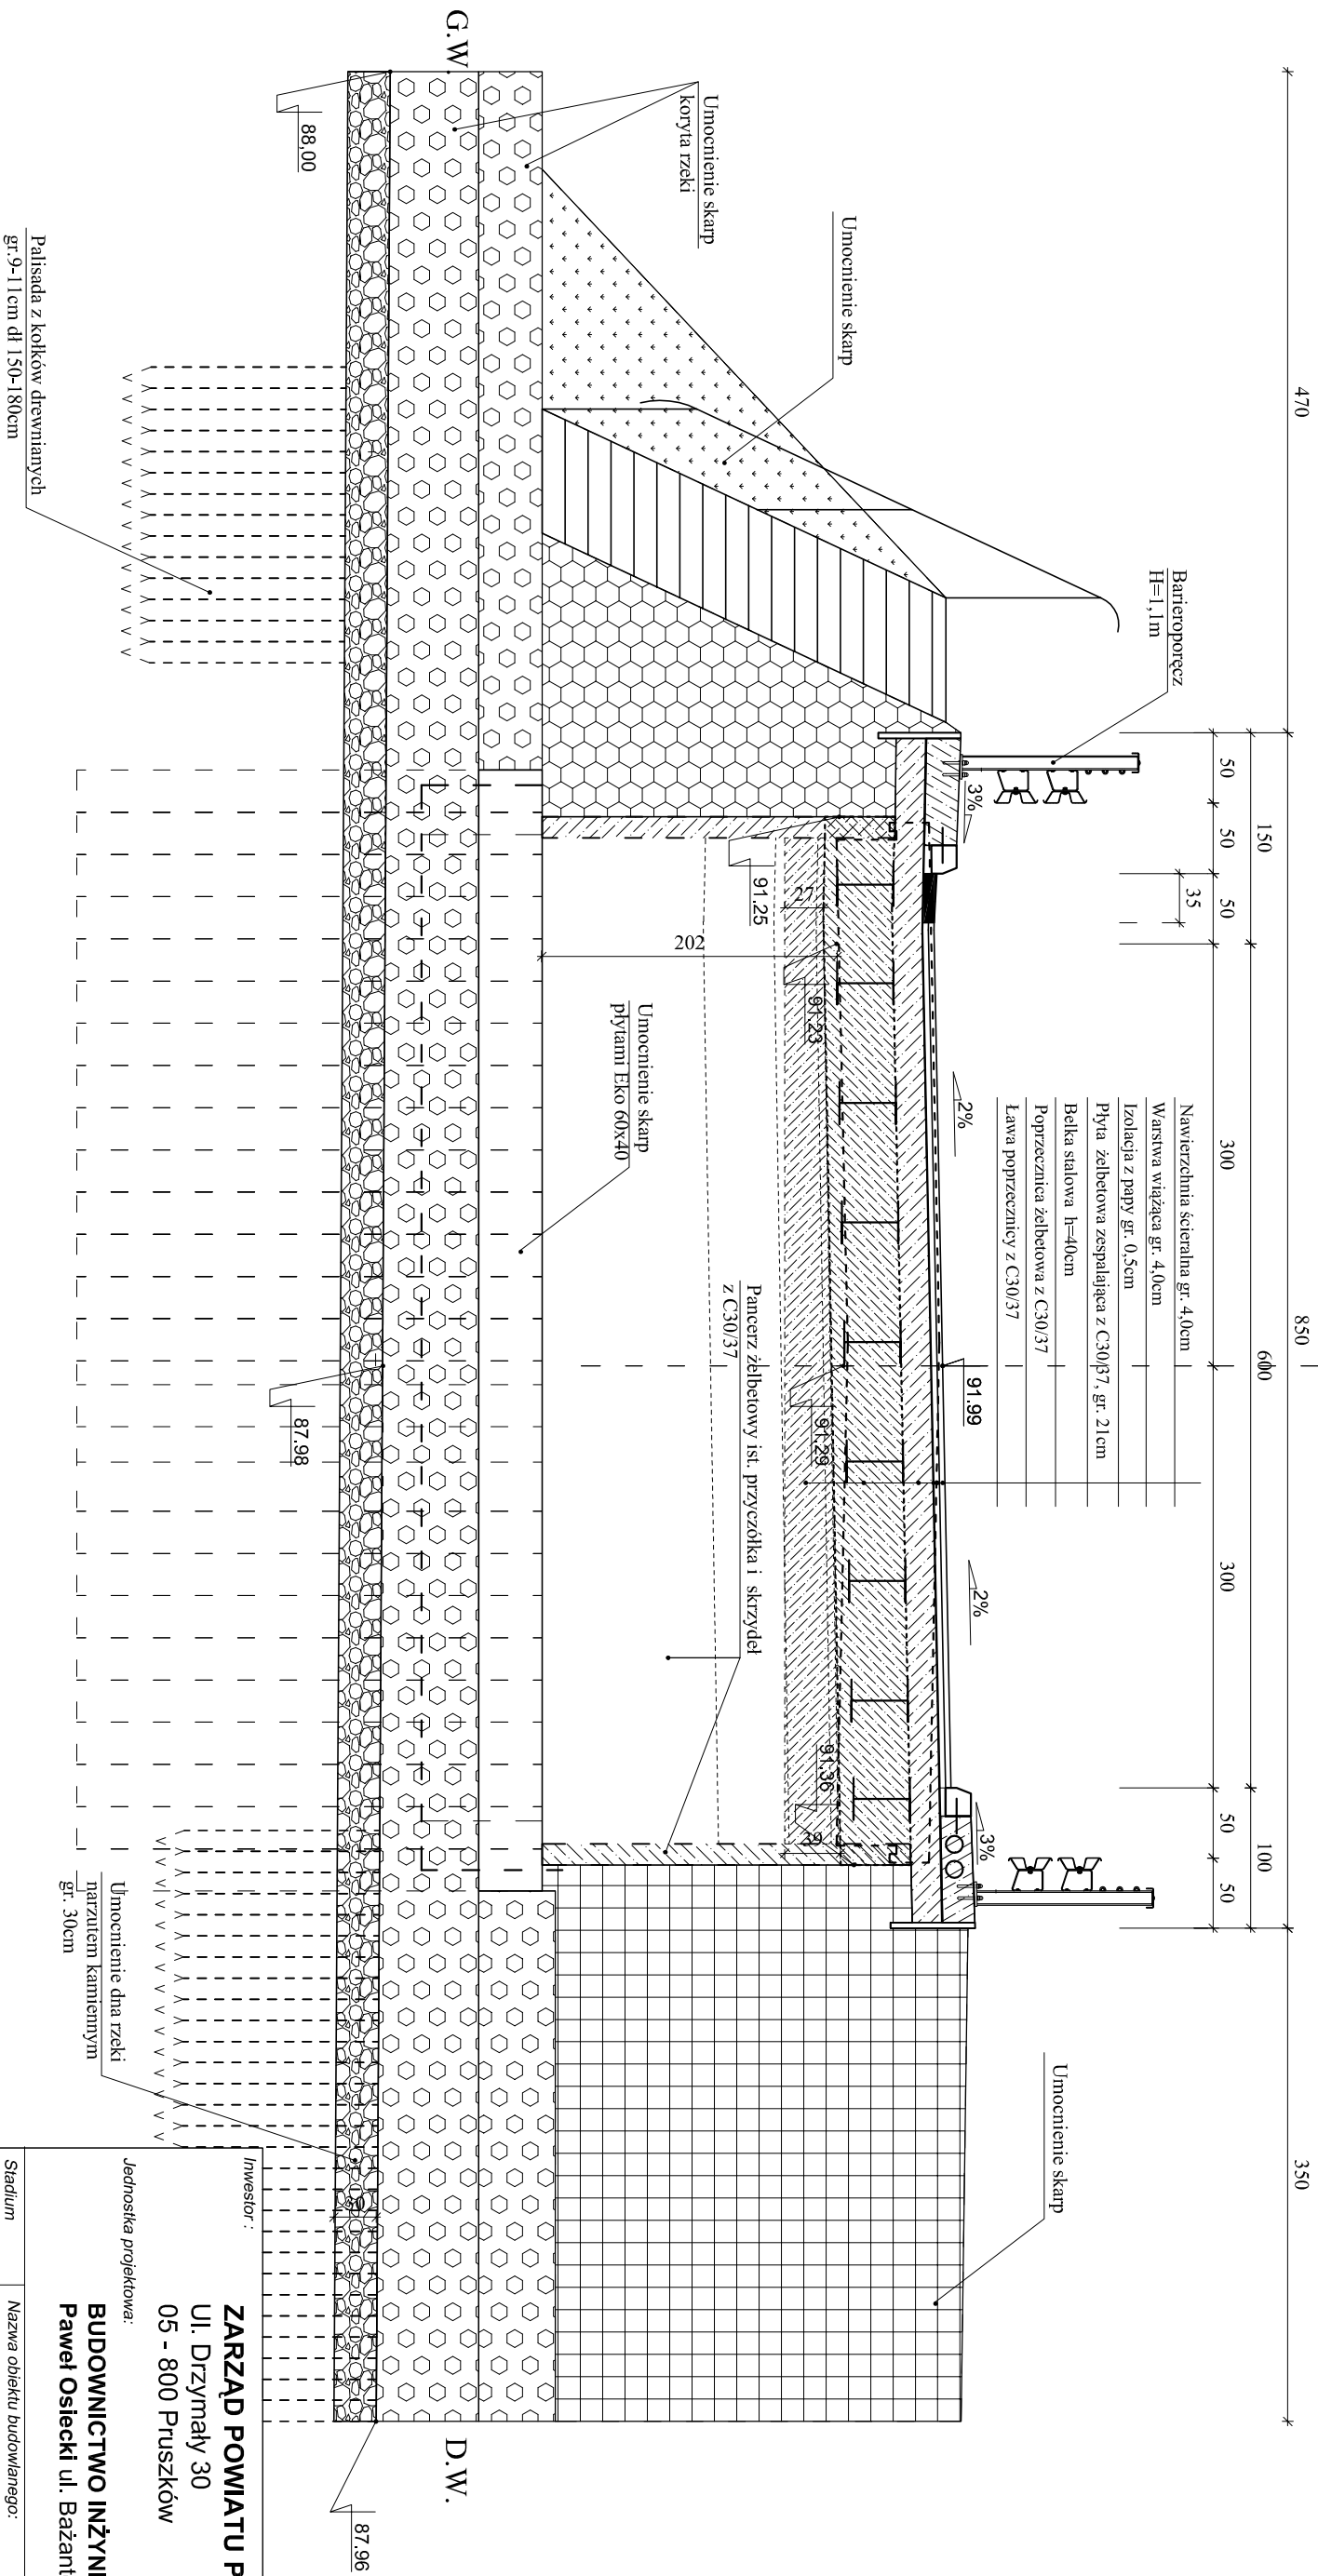 470
850
350
150
600
100
50
50
50
300
300
50
50
35
Barieroporęcz
H=1,1m
Nawierzchnia ścieralna gr. 4,0cm
Warstwa wiążąca gr. 4,0cm
Izolacja z papy gr. 0,5cm
Płyta żelbetowa zespalająca z C30/37, gr. 21cm
Belka stalowa h=40cm
Poprzecznica żelbetowa z C30/37
Ława poprzecznicy z C30/37
3%
2%
91.99
2%
3%
Umocnienie skarp
Umocnienie skarp
Umocnienie skarp
koryta rzeki
91.25
27
91.23
91.29
91.36
39
202
Pancerz żelbetowy ist. przyczółka i skrzydeł
z C30/37
Umocnienie skarp
płytami Eko 60x40
G.W
D.W.
88,00
87.98
87.96
30
Palisada z kołków drewnianych
gr.9-11cm dł 150-180cm
Umocnienie dna rzeki
narzutem kamiennym
gr. 30cm
Inwestor :
ZARZĄD POWIATU P
Ul. Drzymały 30
05 - 800 Pruszków
Jednostka projektowa:
BUDOWNICTWO INŻYNI
Paweł Osiecki ul. Bażant
Stadium
Nazwa obiektu budowlanego: